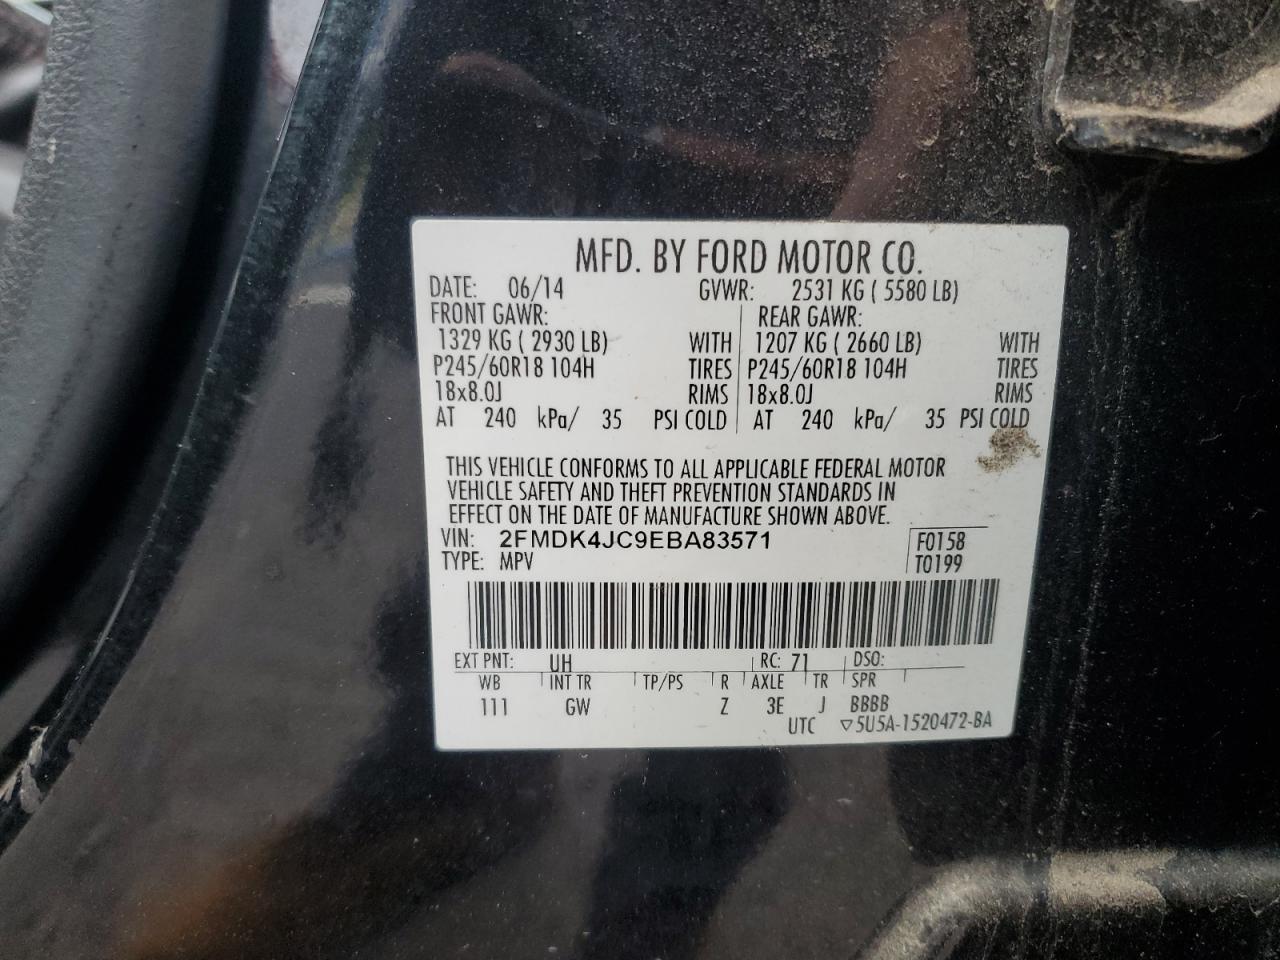 MFD. BY FORD MOTOR CO.
DATE: 06/14 GVWR: 2531 KG ( 5580 LB)
FRONT GAWR: REAR GAWR:
1329 KG ( 2930 LB) WITH 1207 KG ( 2660 LB) WITH
P245/60R18 104H TIRES P245/60R18 104H TIRES
18x8.0J RIMS 18x8.0J RIMS
AT 240 kPa/ 35 PSI COLD AT 240 kPa/ 35 PSI COLD
THIS VEHICLE CONFORMS TO ALL APPLICABLE FEDERAL MOTOR
VEHICLE SAFETY AND THEFT PREVENTION STANDARDS IN
EFFECT ON THE DATE OF MANUFACTURE SHOWN ABOVE.
VIN: 2FMDK4JC9EBA83571 F0158
TYPE: MPV T0199
EXT PNT: UH RC: 71 DSO:
WB INT TR TP/PS R AXLE TR SPR
111 GW Z 3E J BBBB
UTC ▽5U5A-1520472-BA